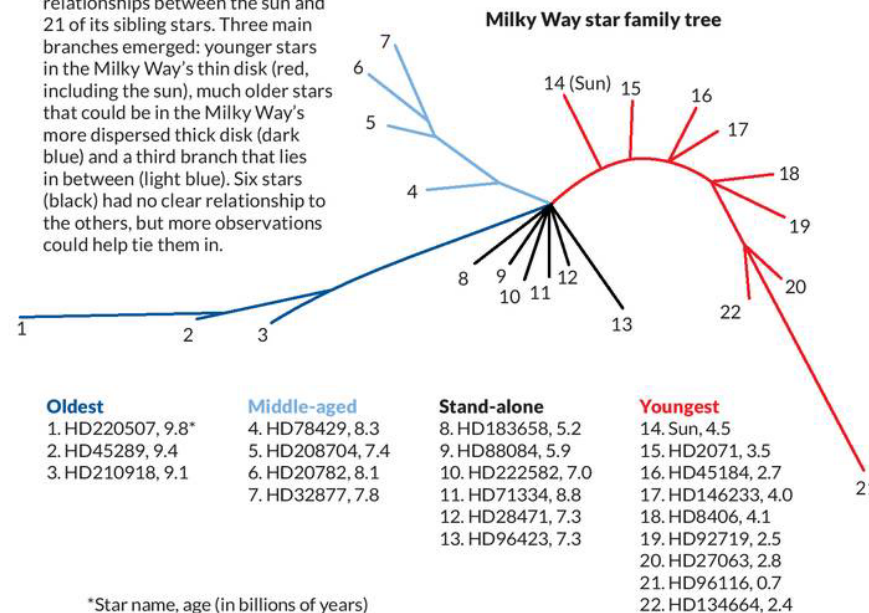 relationships between the sun and
21 of its sibling stars. Three main
branches emerged: younger stars
in the Milky Way's thin disk (red,
including the sun), much older stars
that could be in the Milky Way's
more dispersed thick disk (dark
blue) and a third branch that lies
in between (light blue). Six stars
(black) had no clear relationship to
the others, but more observations
could help tie them in.
Milky Way star family tree
7
6
5
4
14 (Sun)
15
16
17
18
19
20
22
8
9
10
11
12
13
1
2
3
Oldest
1. HD220507, 9.8*
2. HD45289, 9.4
3. HD210918, 9.1
Middle-aged
4. HD78429, 8.3
5. HD208704, 7.4
6. HD20782, 8.1
7. HD32877, 7.8
Stand-alone
8. HD183658, 5.2
9. HD88084, 5.9
10. HD222582, 7.0
11. HD71334, 8.8
12. HD28471, 7.3
13. HD96423, 7.3
Youngest
14. Sun, 4.5
15. HD2071, 3.5
16. HD45184, 2.7
17. HD146233, 4.0
18. HD8406, 4.1
19. HD92719, 2.5
20. HD27063, 2.8
21. HD96116, 0.7
22. HD134664, 2.4
*Star name, age (in billions of years)